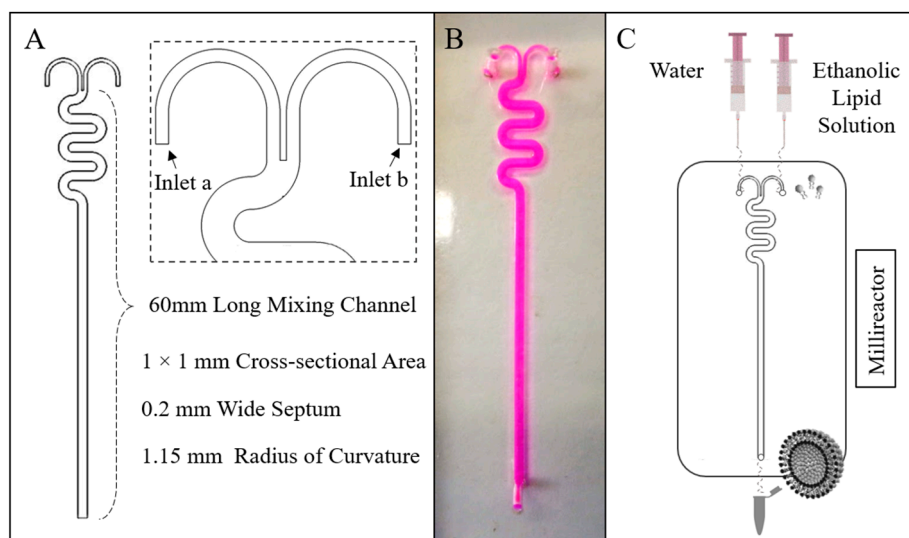 A
Inlet a
Inlet b
60mm Long Mixing Channel
1 × 1 mm Cross-sectional Area
0.2 mm Wide Septum
1.15 mm Radius of Curvature
B
C
Water
Ethanolic
Lipid
Solution
Millireactor